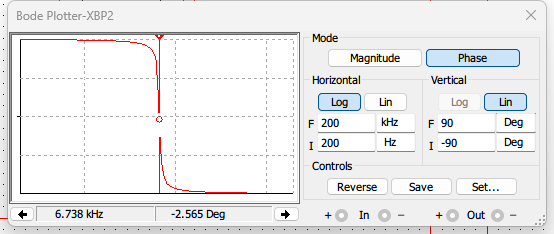 Bode Plotter-XBP2
Mode
Magnitude Phase
Horizontal Vertical
Log Lin Log Lin
F 200 kHz F 90 Deg
I 200 Hz I -90 Deg
Controls
Reverse Save Set...
6.738 kHz -2.565 Deg
+ In − + Out −